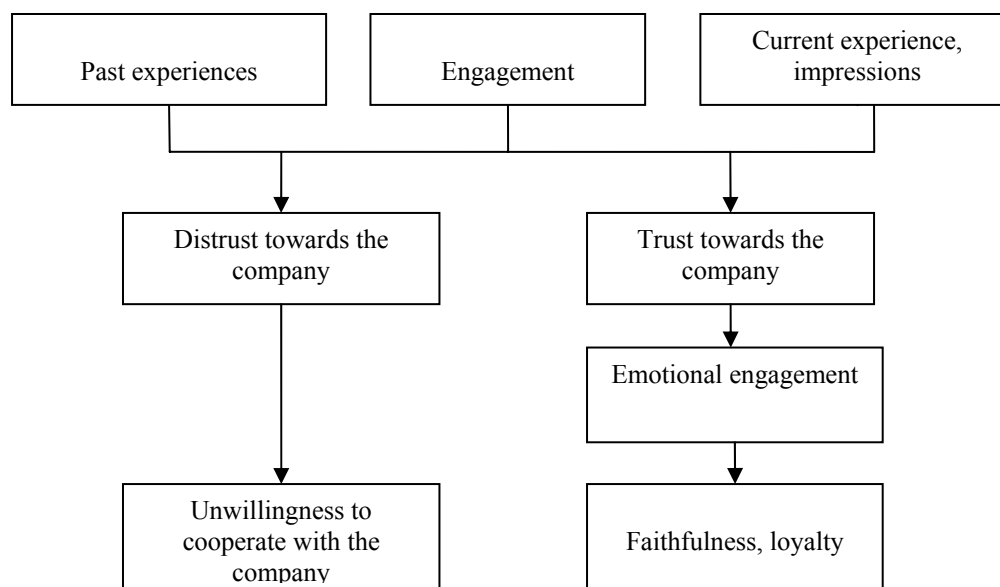 Past experiences
Engagement
Current experience,
impressions
Distrust towards the
company
Trust towards the
company
Emotional engagement
Unwillingness to
cooperate with the
company
Faithfulness, loyalty